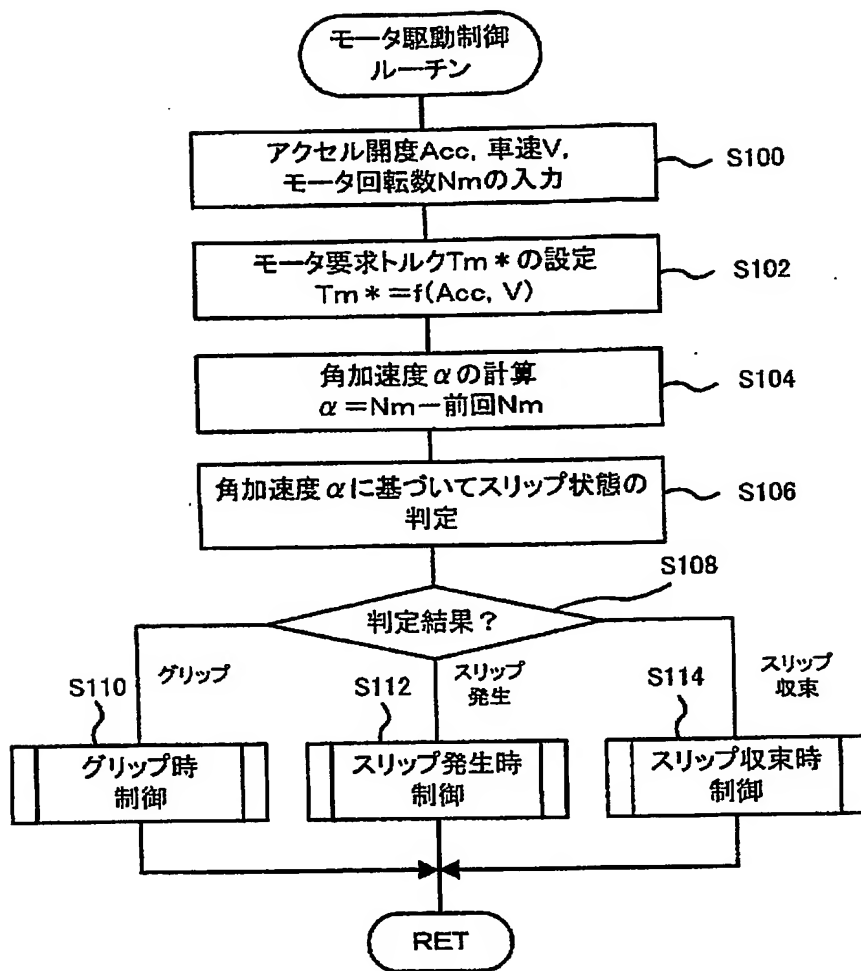 モータ駆動制御
ルーチン
アクセル開度Acc, 車速V,
モータ回転数Nmの入力
S100
モータ要求トルクTm*の設定
Tm*=f(Acc, V)
S102
角加速度αの計算
α=Nm-前回Nm
S104
角加速度αに基づいてスリップ状態の
判定
S106
S108
判定結果?
グリップ
スリップ
発生
スリップ
収束
S110
S112
S114
グリップ時
制御
スリップ発生時
制御
スリップ収束時
制御
RET